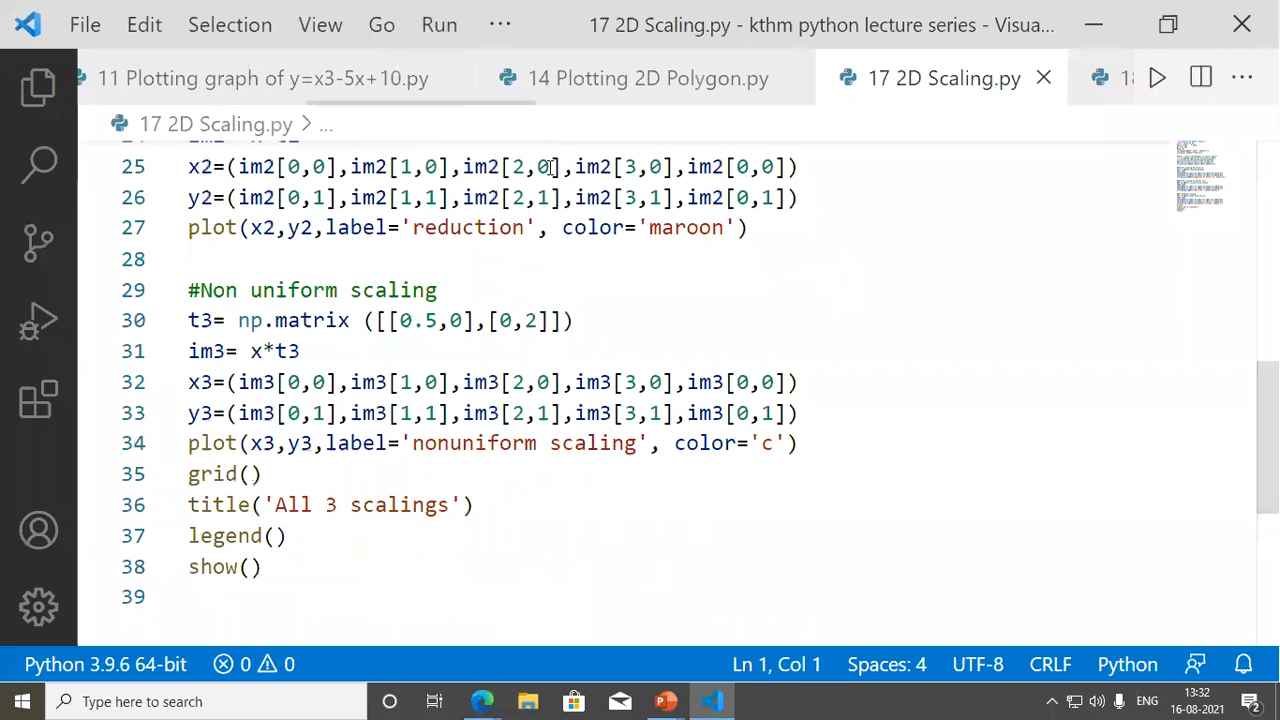 File Edit Selection View Go Run ··· 17 2D Scaling.py - kthm python lecture series - Visua...
11 Plotting graph of y=x3-5x+10.py 14 Plotting 2D Polygon.py 17 2D Scaling.py
17 2D Scaling.py > ...
25 x2=(im2[0,0],im2[1,0],im2[2,0],im2[3,0],im2[0,0])
26 y2=(im2[0,1],im2[1,1],im2[2,1],im2[3,1],im2[0,1])
27 plot(x2,y2,label='reduction', color='maroon')
28
29 #Non uniform scaling
30 t3= np.matrix ([[0.5,0],[0,2]])
31 im3= x*t3
32 x3=(im3[0,0],im3[1,0],im3[2,0],im3[3,0],im3[0,0])
33 y3=(im3[0,1],im3[1,1],im3[2,1],im3[3,1],im3[0,1])
34 plot(x3,y3,label='nonuniform scaling', color='c')
35 grid()
36 title('All 3 scalings')
37 legend()
38 show()
39
Python 3.9.6 64-bit 0 0 Ln 1, Col 1 Spaces: 4 UTF-8 CRLF Python
Type here to search ENG 13:32
16-08-2021 2